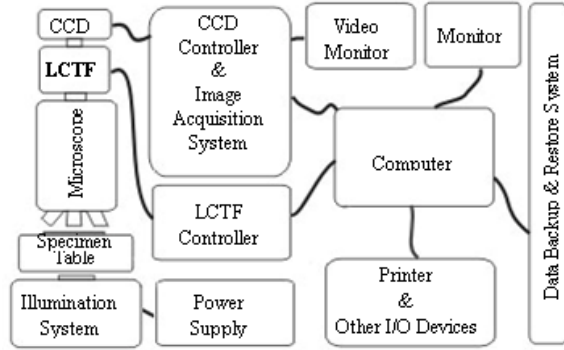 CCD
LCTF
Microscope
Specimen
Table
Illumination
System
CCD
Controller
&
Image
Acquisition
System
LCTF
Controller
Power
Supply
Video
Monitor
Monitor
Computer
Printer
&
Other I/O Devices
Data Backup & Restore System